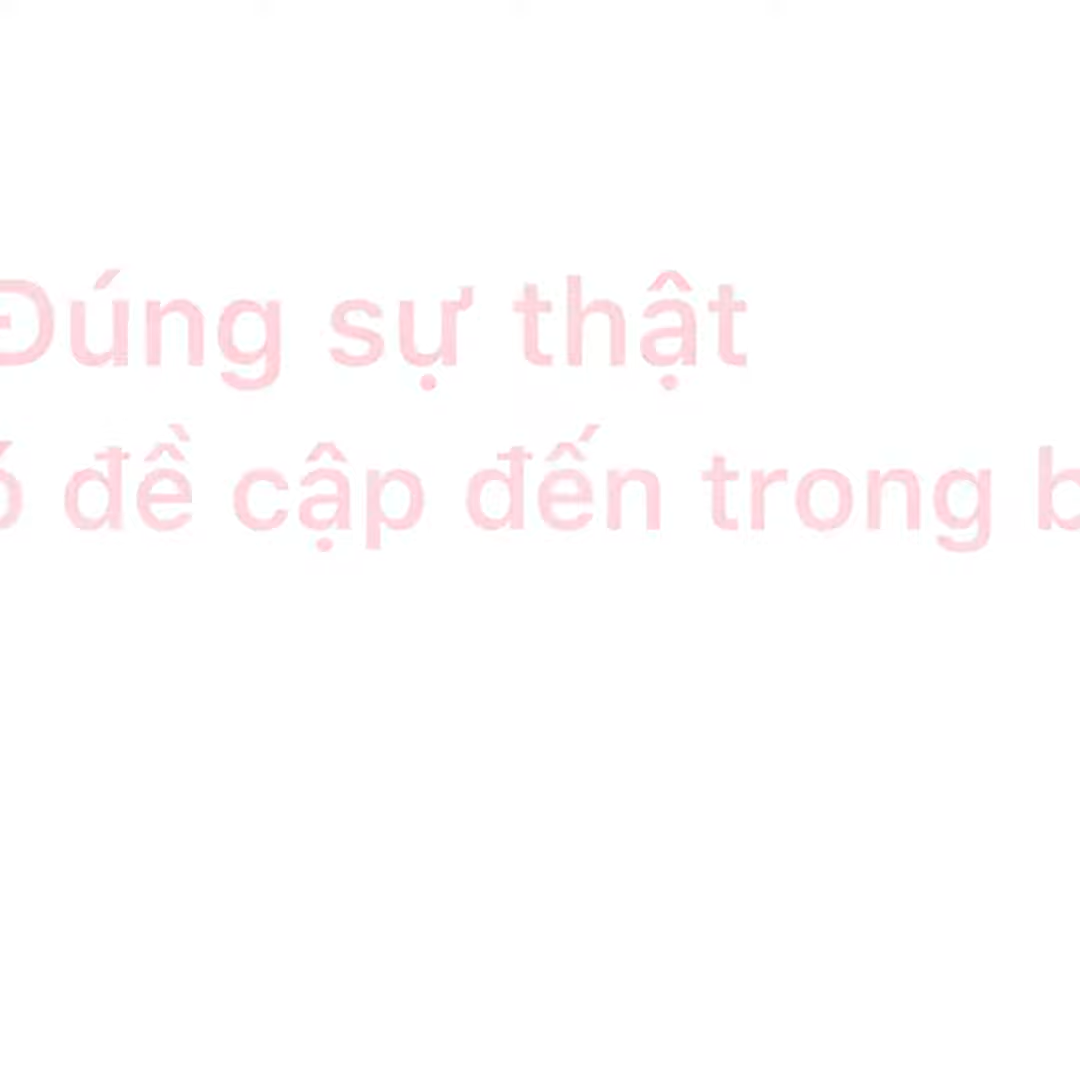 Đúng sự thật
đề cập đến trong